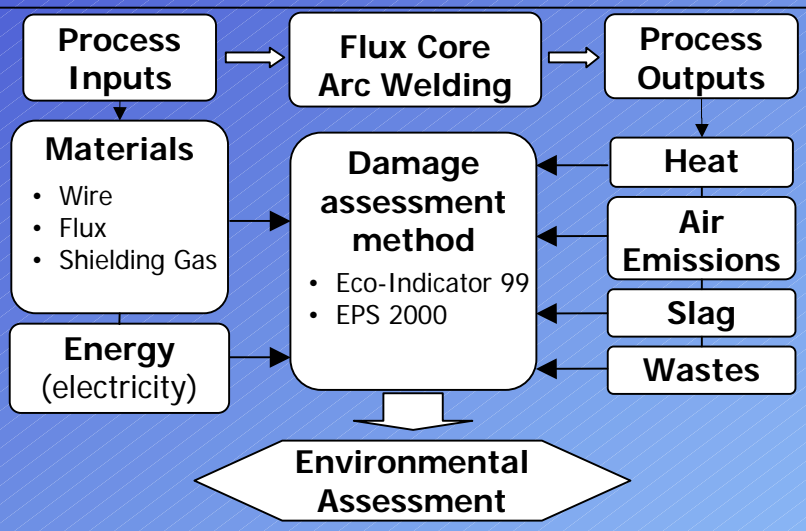 Process
Inputs
Flux Core
Arc Welding
Process
Outputs
Materials
• Wire
• Flux
• Shielding Gas
Energy
(electricity)
Damage
assessment
method
• Eco-Indicator 99
• EPS 2000
Heat
Air
Emissions
Slag
Wastes
Environmental
Assessment